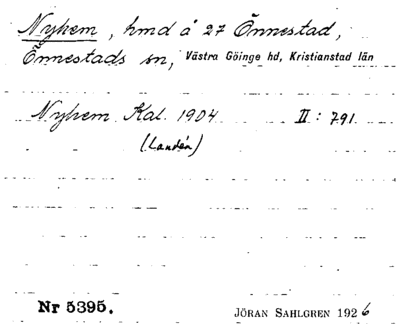 Nyhem, hmd å 27 Önnestad,
Önnestads sn, Västra Göinge hd, Kristianstad län
Nyhem Kal. 1904 II: 791
(Landén)
Nr 5395. JÖRAN SAHLGREN 1926